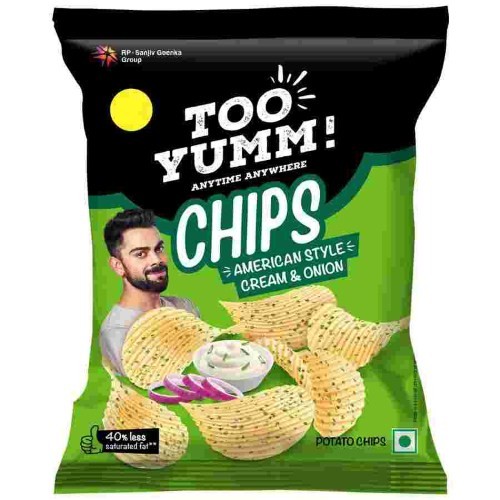 RP-Sanjiv Goenka
Group
TOO
YUMM!
ANYTIME ANYWHERE
CHIPS
AMERICAN STYLE
CREAM & ONION
40% less
saturated fat**
POTATO CHIPS